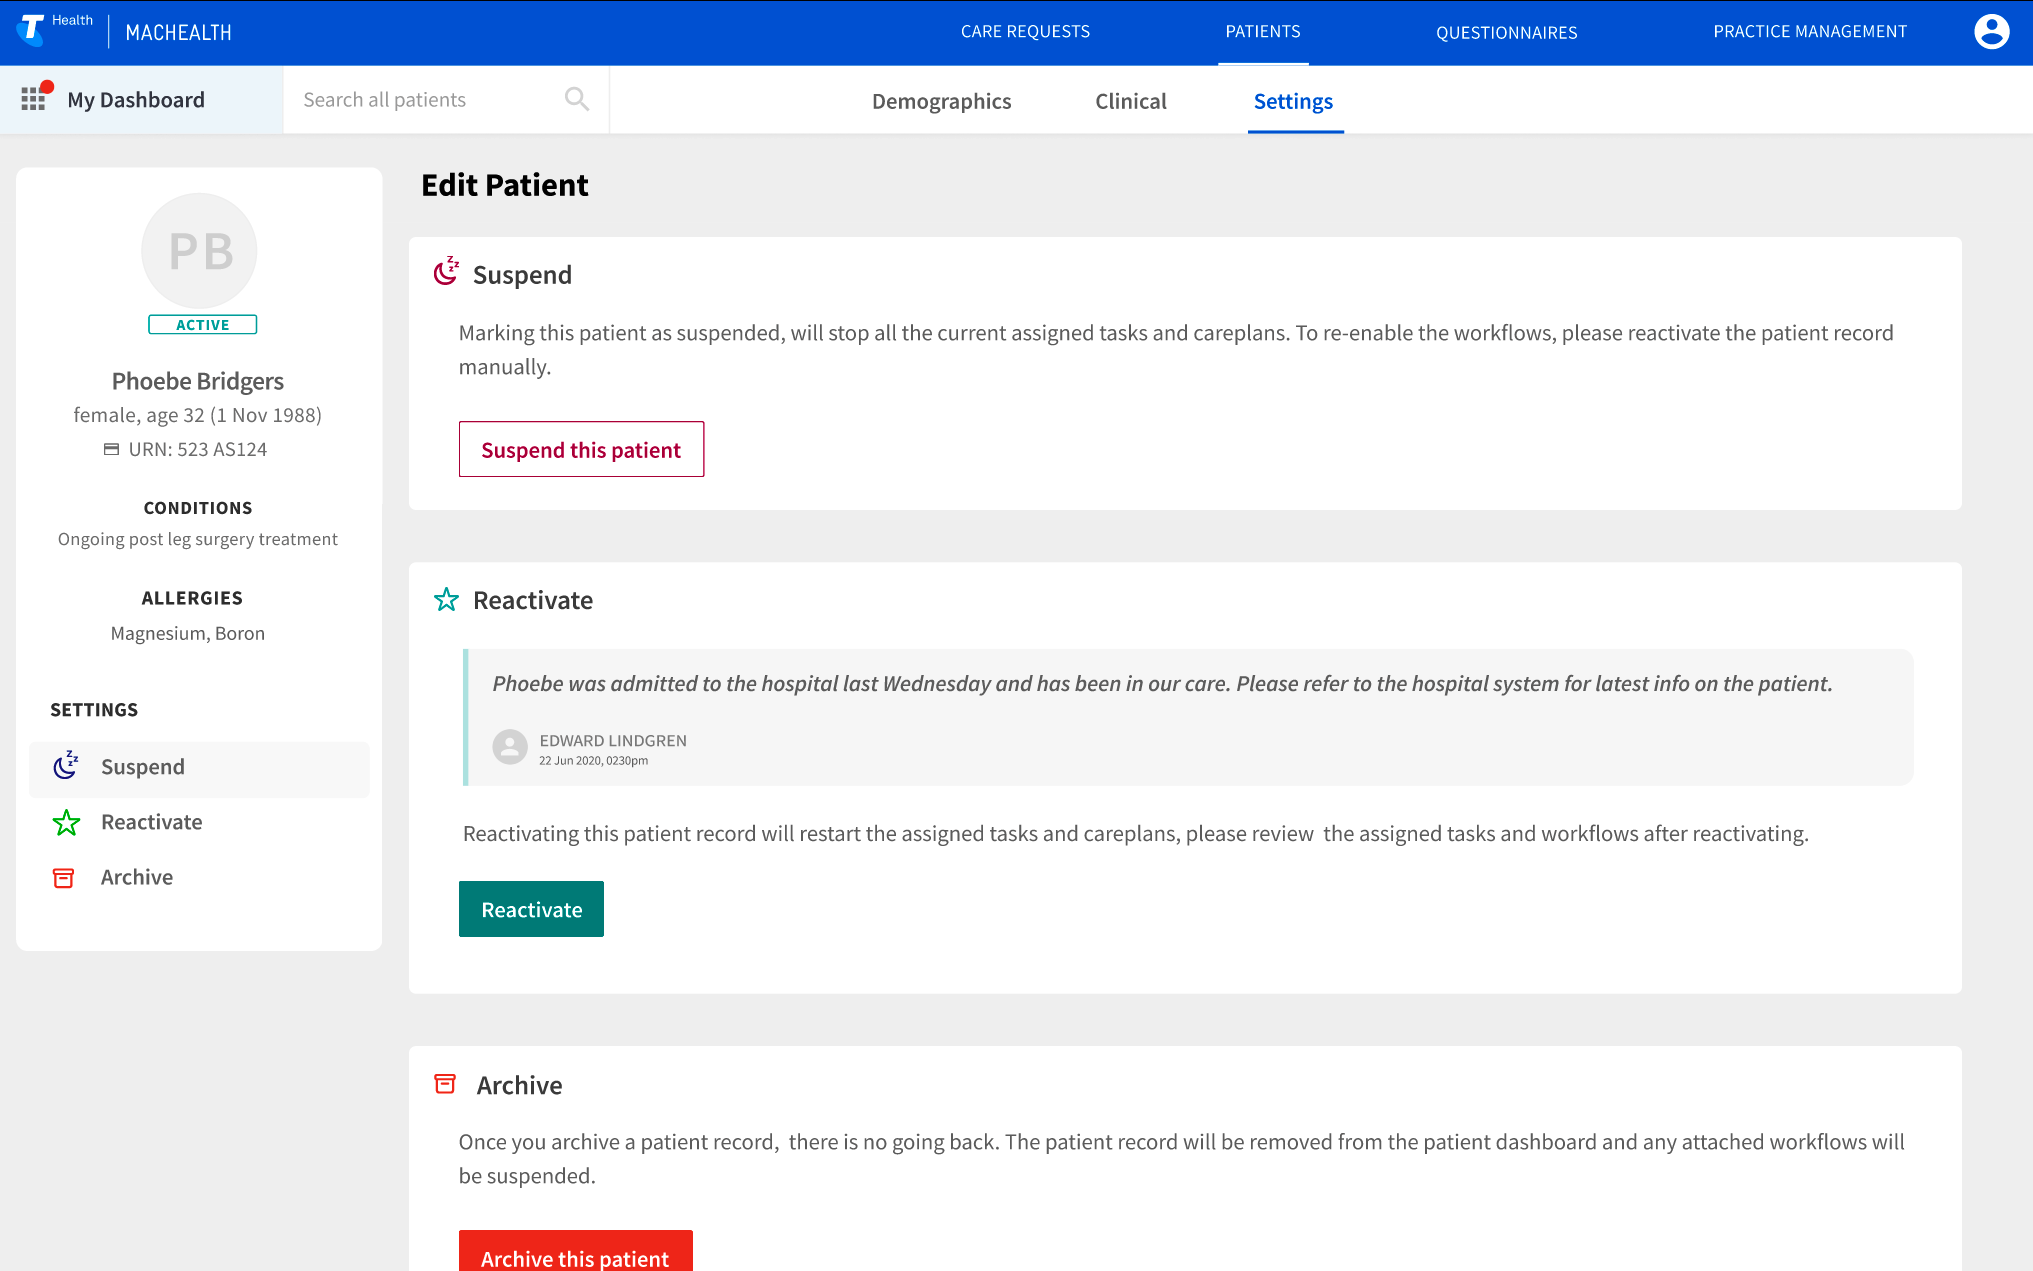 Health
MACHEALTH
CARE REQUESTS
PATIENTS
QUESTIONNAIRES
PRACTICE MANAGEMENT
My Dashboard
Search all patients
Demographics
Clinical
Settings
PB
ACTIVE
Phoebe Bridgers
female, age 32 (1 Nov 1988)
URN: 523 AS124
CONDITIONS
Ongoing post leg surgery treatment
ALLERGIES
Magnesium, Boron
SETTINGS
Suspend
Reactivate
Archive
Edit Patient
Suspend
Marking this patient as suspended, will stop all the current assigned tasks and careplans. To re-enable the workflows, please reactivate the patient record
manually.
Suspend this patient
Reactivate
Phoebe was admitted to the hospital last Wednesday and has been in our care. Please refer to the hospital system for latest info on the patient.
EDWARD LINDGREN
22 Jun 2020, 0230pm
Reactivating this patient record will restart the assigned tasks and careplans, please review  the assigned tasks and workflows after reactivating.
Reactivate
Archive
Once you archive a patient record,  there is no going back. The patient record will be removed from the patient dashboard and any attached workflows will
be suspended.
Archive this patient